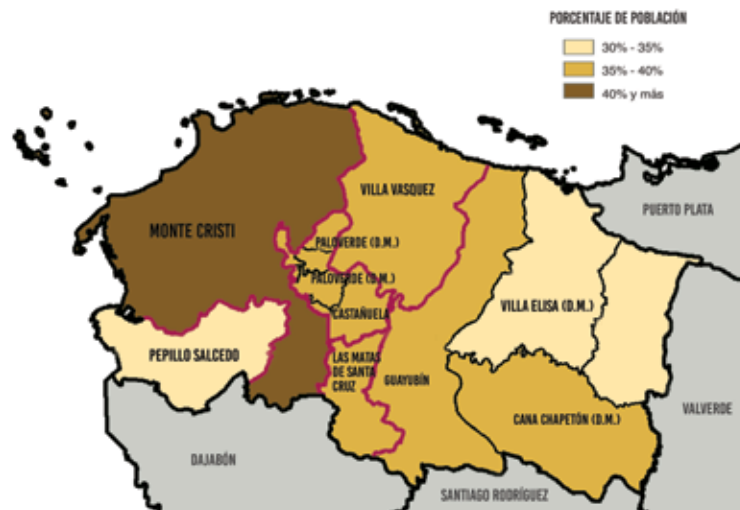 PORCENTAJE DE POBLACIÓN
30% - 35%
35% - 40%
40% y más
VILLA VASQUEZ
PUERTO PLATA
MONTE CRISTI
PALOVERDE (D.M.)
PALOVERDE (D.M.)
VILLA ELISA (D.M.)
CASTAÑUELA
PEPILLO SALCEDO
LAS MATAS
DE SANTA
CRUZ
GUAYUBÍN
VALVERDE
CANA CHAPETÓN (D.M.)
DAJABÓN
SANTIAGO RODRÍGUEZ